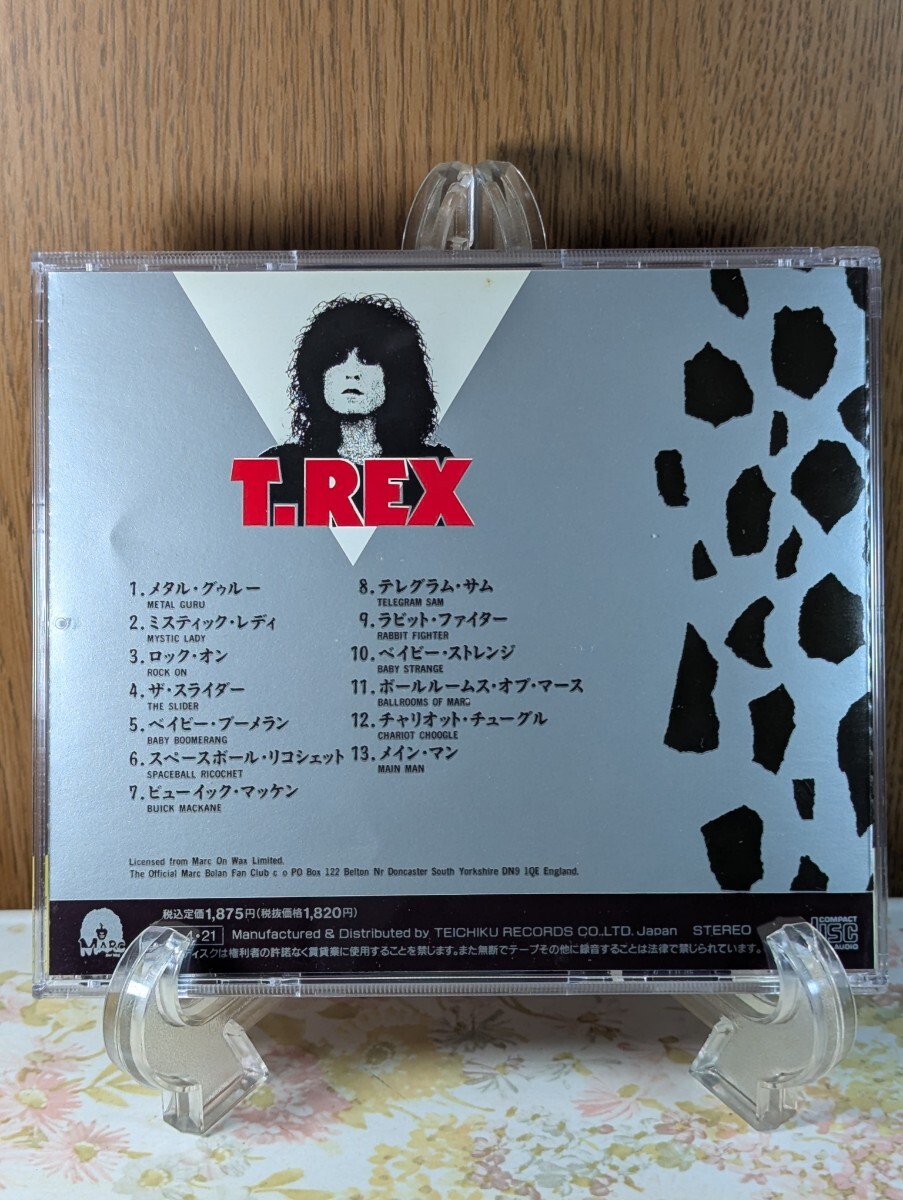 T.REX
1.メタル・グゥルー
METAL GURU
2.ミスティック・レディ
MYSTIC LADY
3.ロック・オン
ROCK ON
4.ザ・スライダー
THE SLIDER
5.ベイビー・ブーメラン
BABY BOOMERANG
6.スペースボール・リコシェット
SPACEBALL RICOCHET
7.ビューイック・マッケン
BUICK MACKANE
8.テレグラム・サム
TELEGRAM SAM
9.ラビット・ファイター
RABBIT FIGHTER
10.ベイビー・ストレンジ
BABY STRANGE
11.ボールルームス・オブ・マース
BALLROOMS OF MARS
12.チャリオット・チューグル
CHARIOT CHOOGLE
13.メイン・マン
MAIN MAN
Licensed from Marc On Wax Limited.
The Official Marc Bolan Fan Club c o PO Box 122 Belton Nr Doncaster South Yorkshire DN9 1QE England.
税込定価1,875円(税抜価格1,820円)
4・21 Manufactured & Distributed by TEICHIKU RECORDS CO.,LTD. Japan STEREO
ディスクは権利者の許諾なく賃貸業に使用することを禁じます。また無断でテープその他に録音することは法律で禁じられています。
MARC
COMPACT
DISC
AUDIO